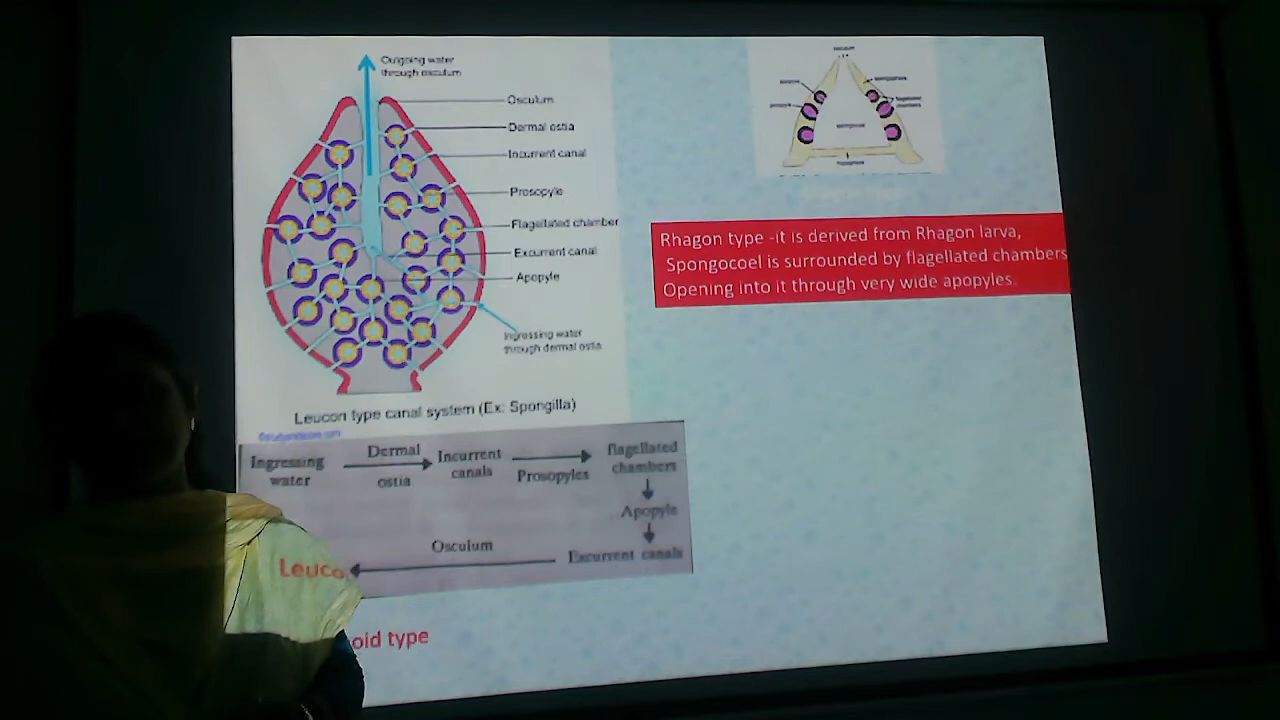 Outgoing water
through osculum
Osculum
Dermal ostia
Incurrent canal
Prosopyle
Flagellated chamber
Excurrent canal
Apopyle
Ingressing water
through dermal ostia
Leucon type canal system (Ex: Spongilla)
Rhagon type -it is derived from Rhagon larva,
Spongocoel is surrounded by flagellated chambers
Opening into it through very wide apopyles.
Ingressing water
Dermal ostia
Incurrent canals
Prosopyles
flagellated chambers
Apopyle
Excurrent canals
Osculum
Leuco
oid type